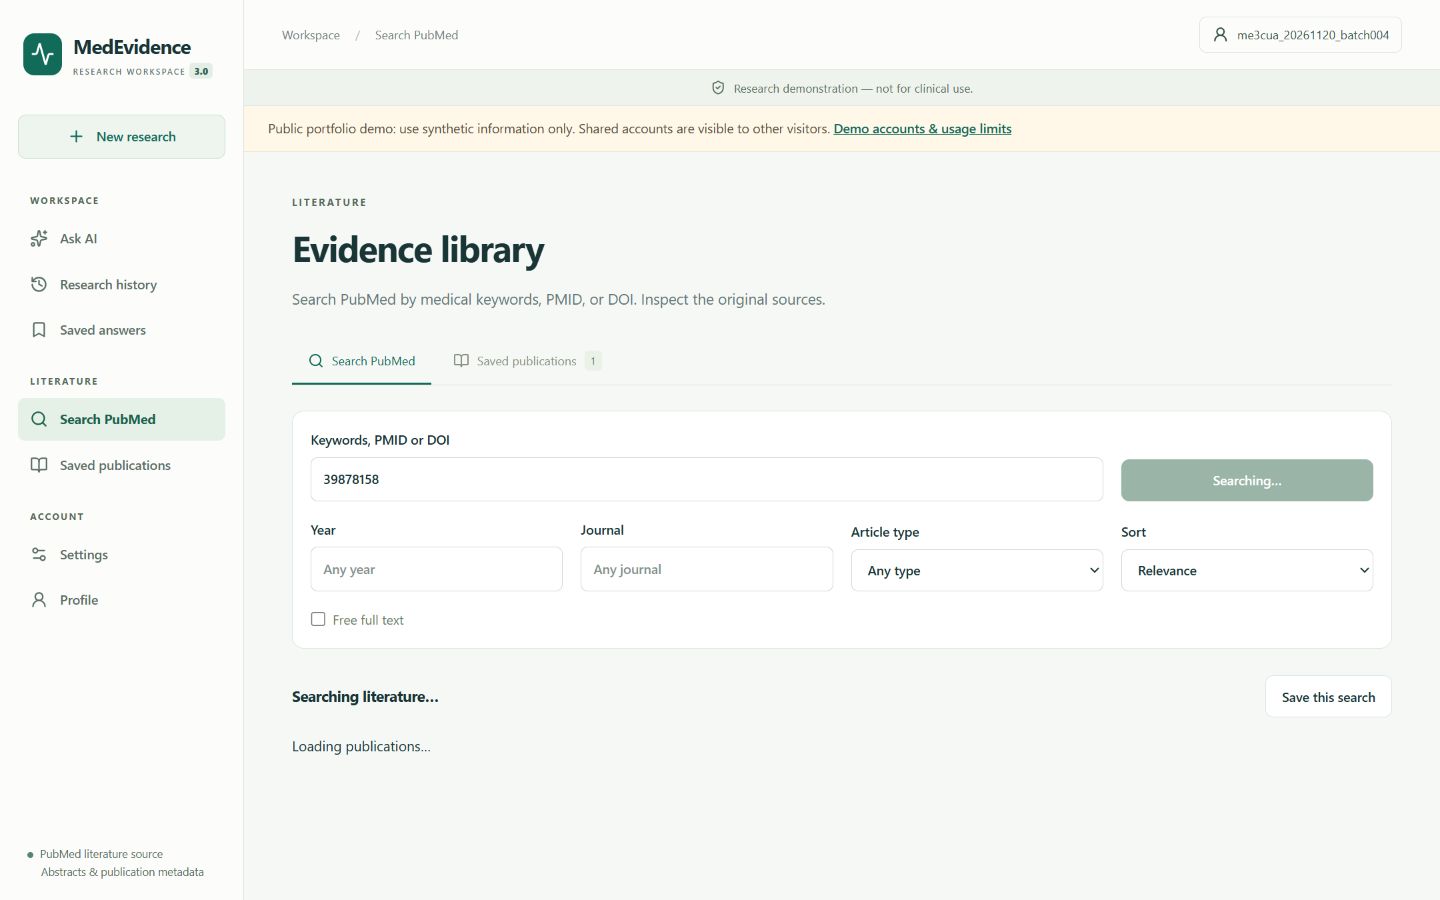 MedEvidence
RESEARCH WORKSPACE 3.0
New research
WORKSPACE
Ask AI
Research history
Saved answers
LITERATURE
Search PubMed
Saved publications
ACCOUNT
Settings
Profile
PubMed literature source
Abstracts & publication metadata
Workspace / Search PubMed
me3cua_20261120_batch004
Research demonstration — not for clinical use.
Public portfolio demo: use synthetic information only. Shared accounts are visible to other visitors. Demo accounts & usage limits
LITERATURE
Evidence library
Search PubMed by medical keywords, PMID, or DOI. Inspect the original sources.
Search PubMed
Saved publications 1
Keywords, PMID or DOI
39878158
Searching...
Year
Journal
Article type
Sort
Any year
Any journal
Any type
Relevance
Free full text
Searching literature...
Save this search
Loading publications...